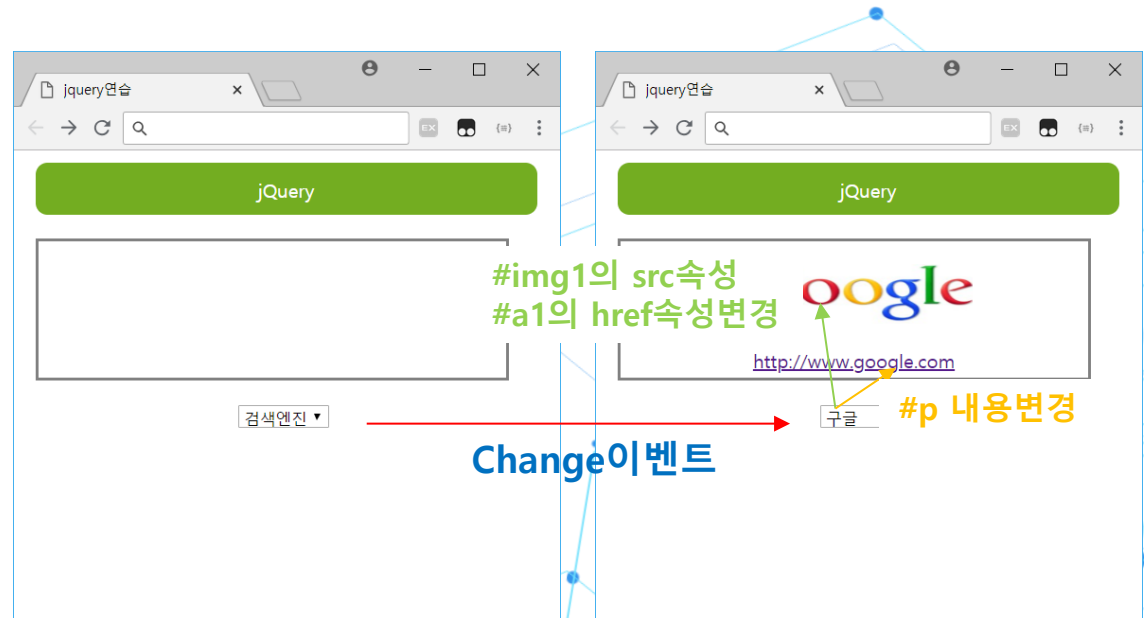 jquery연습
jQuery
검색엔진
jquery연습
jQuery
#img1의 src속성
#a1의 href속성변경
oogle
http://www.google.com
구글
#p 내용변경
Change이벤트